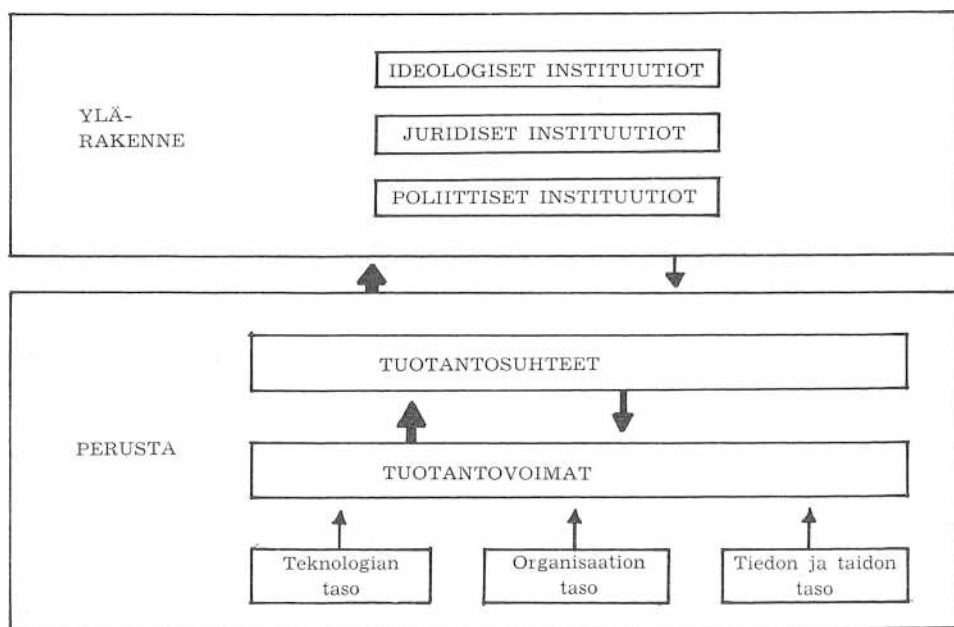 IDEOLOGISET INSTITUUTIOT
YLÄ-
RAKENNE
JURIDISET INSTITUUTIOT
POLIITTISET INSTITUUTIOT
TUOTANTOSUHTEET
PERUSTA
TUOTANTOVOIMAT
Teknologian
taso
Organisaation
taso
Tiedon ja taidon
taso